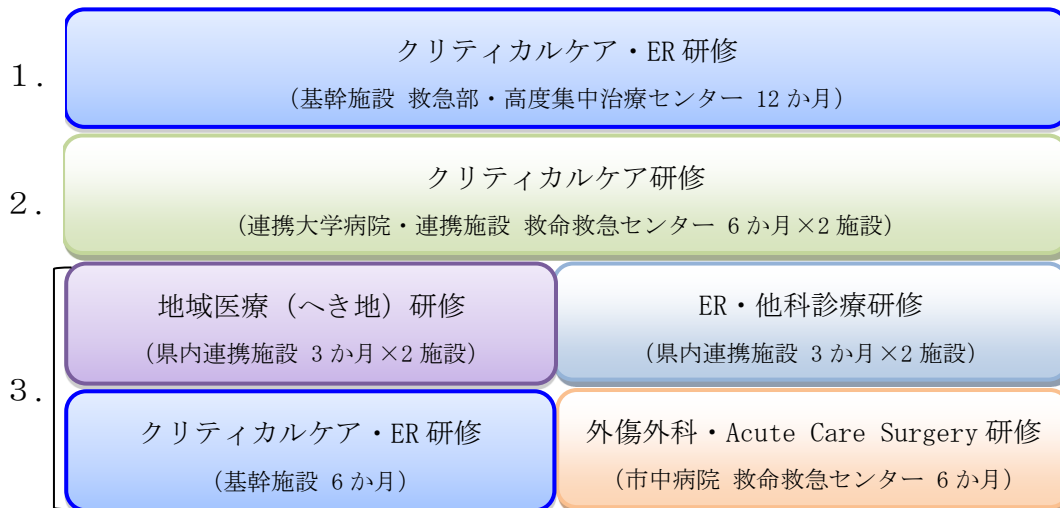 1.
クリティカルケア・ER 研修
（基幹施設 救急部・高度集中治療センター 12 か月）
2.
クリティカルケア研修
（連携大学病院・連携施設 救命救急センター 6 か月×2 施設）
3.
地域医療（へき地）研修
（県内連携施設 3 か月×2 施設）
ER・他科診療研修
（県内連携施設 3 か月×2 施設）
クリティカルケア・ER 研修
（基幹施設 6 か月）
外傷外科・Acute Care Surgery 研修
（市中病院 救命救急センター 6 か月）